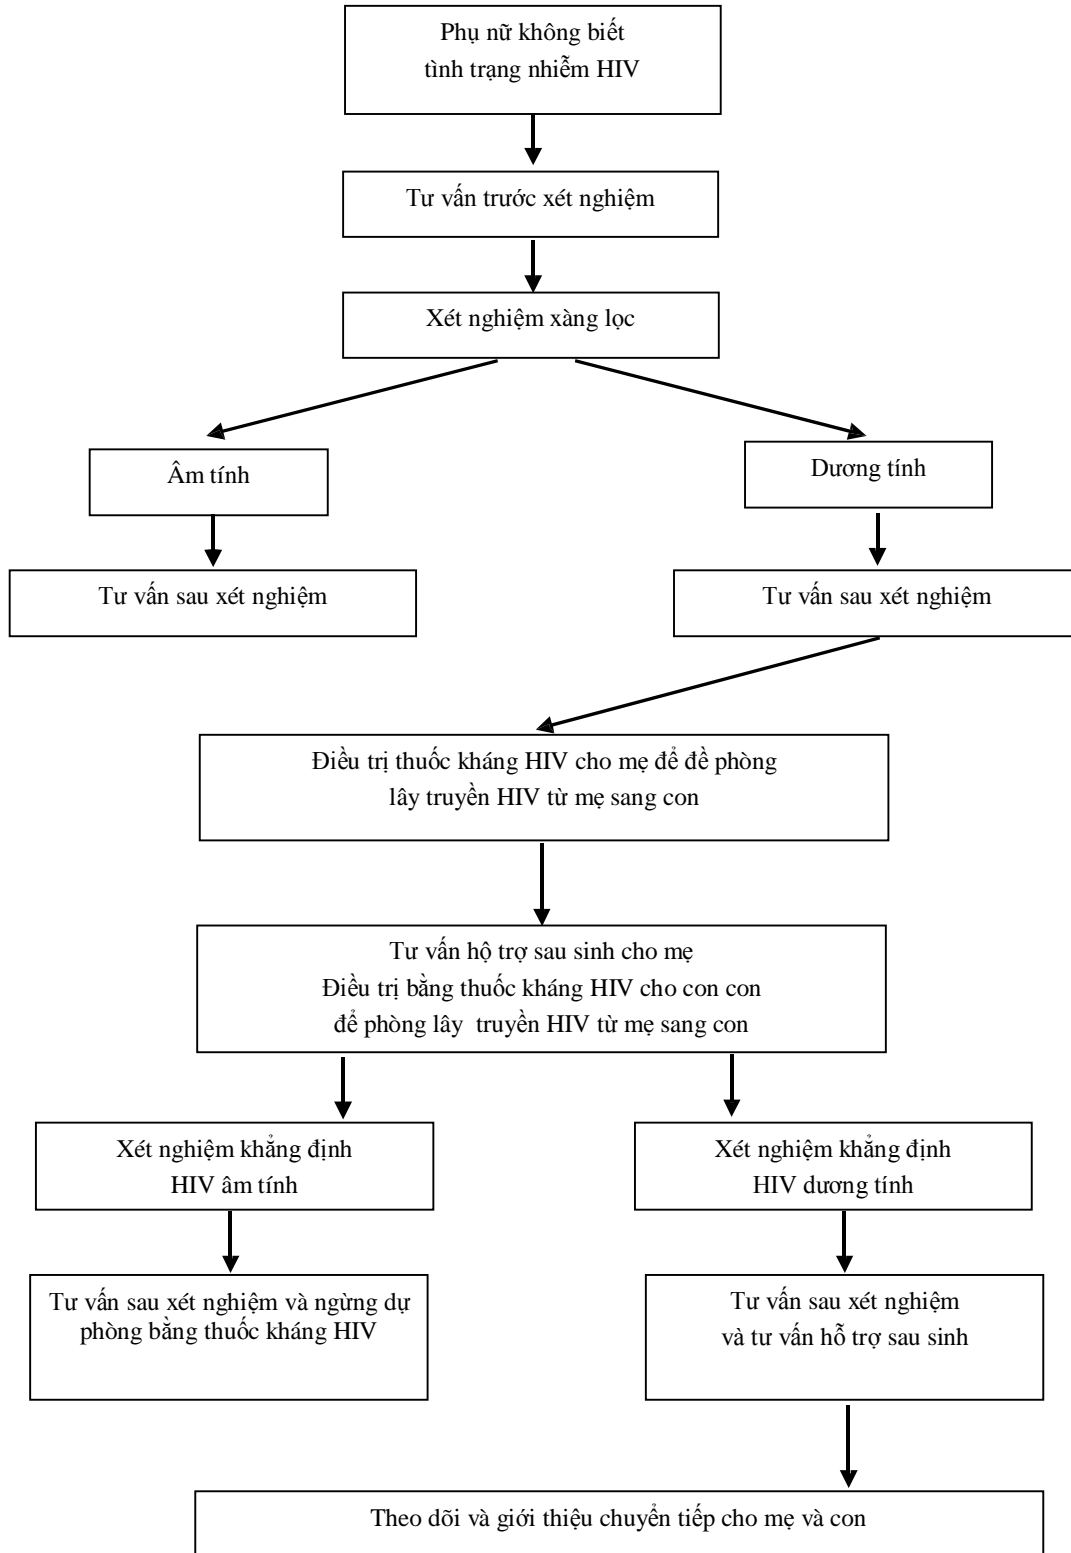 Phụ nữ không biết
tình trạng nhiễm HIV
Tư vấn trước xét nghiệm
Xét nghiệm xàng lọc
Âm tính
Dương tính
Tư vấn sau xét nghiệm
Tư vấn sau xét nghiệm
Điều trị thuốc kháng HIV cho mẹ để đề phòng
lây truyền HIV từ mẹ sang con
Tư vấn hộ trợ sau sinh cho mẹ
Điều trị bằng thuốc kháng HIV cho con con
để phòng lây truyền HIV từ mẹ sang con
Xét nghiệm khẳng định
HIV âm tính
Xét nghiệm khẳng định
HIV dương tính
Tư vấn sau xét nghiệm và ngừng dự
phòng bằng thuốc kháng HIV
Tư vấn sau xét nghiệm
và tư vấn hỗ trợ sau sinh
Theo dõi và giới thiệu chuyển tiếp cho mẹ và con